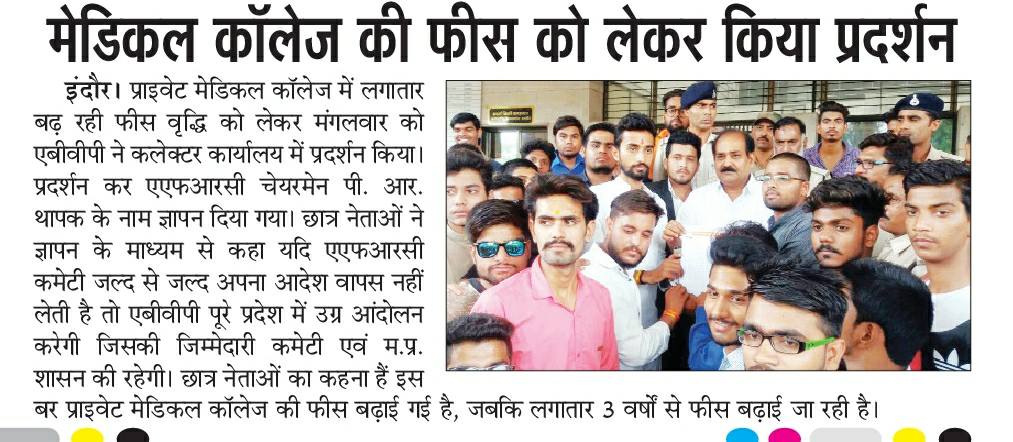 मेडिकल कॉलेज की फीस को लेकर किया प्रदर्शन
इंदौर। प्राइवेट मेडिकल कॉलेज में लगातार
बढ़ रही फीस वृद्धि को लेकर मंगलवार को
एबीवीपी ने कलेक्टर कार्यालय में प्रदर्शन किया।
प्रदर्शन कर एएफआरसी चेयरमेन पी. आर.
थापक के नाम ज्ञापन दिया गया। छात्र नेताओं ने
ज्ञापन के माध्यम से कहा यदि एएफआरसी
कमेटी जल्द से जल्द अपना आदेश वापस नहीं
लेती है तो एबीवीपी पूरे प्रदेश में उग्र आंदोलन
करेगी जिसकी जिम्मेदारी कमेटी एवं म.प्र.
शासन की रहेगी। छात्र नेताओं का कहना हैं इस
बर प्राइवेट मेडिकल कॉलेज की फीस बढ़ाई गई है, जबकि लगातार 3 वर्षों से फीस बढ़ाई जा रही है।